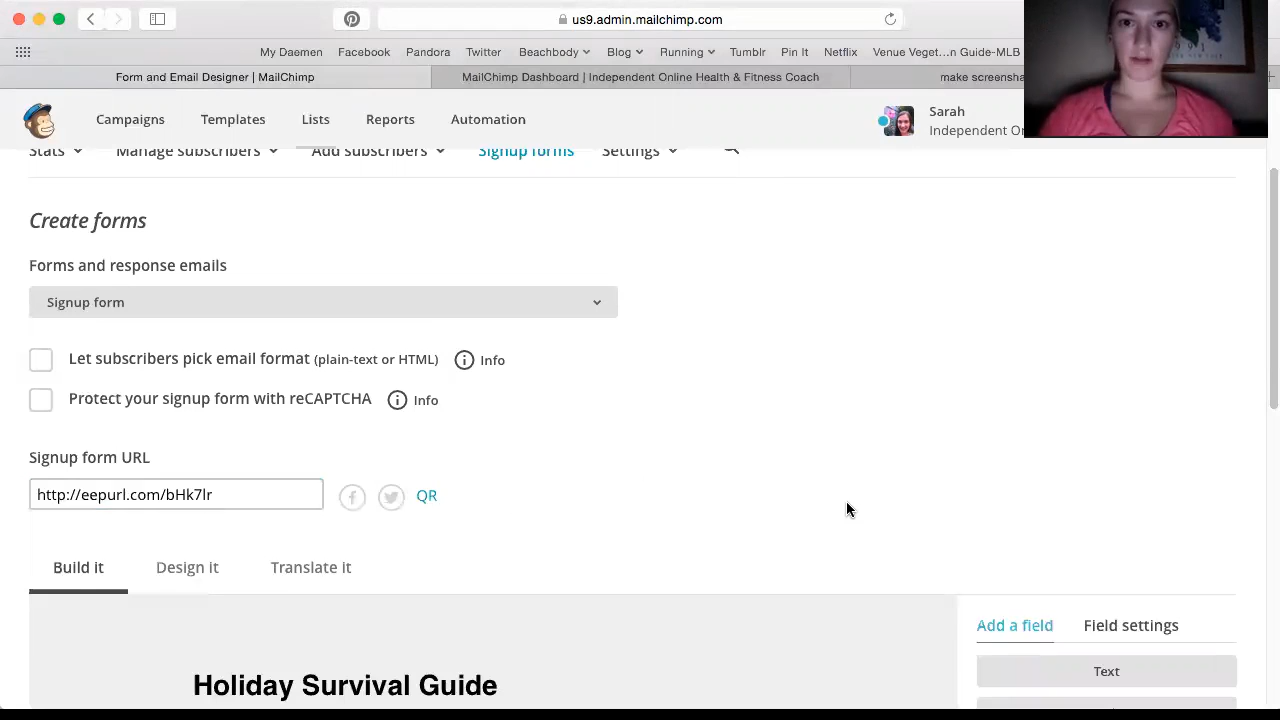 us9.admin.mailchimp.com
My Daemen Facebook Pandora Twitter Beachbody Blog Running Tumblr Pin It Netflix Venue Veget...n Guide-MLB
Form and Email Designer | MailChimp MailChimp Dashboard | Independent Online Health & Fitness Coach make screensha
Campaigns Templates Lists Reports Automation Sarah
Independent On
Stats Manage subscribers Add subscribers Signup forms Settings
Create forms
Forms and response emails
Signup form
Let subscribers pick email format (plain-text or HTML) Info
Protect your signup form with reCAPTCHA Info
Signup form URL
http://eepurl.com/bHk7lr QR
Build it Design it Translate it
Add a field Field settings
Text
Holiday Survival Guide